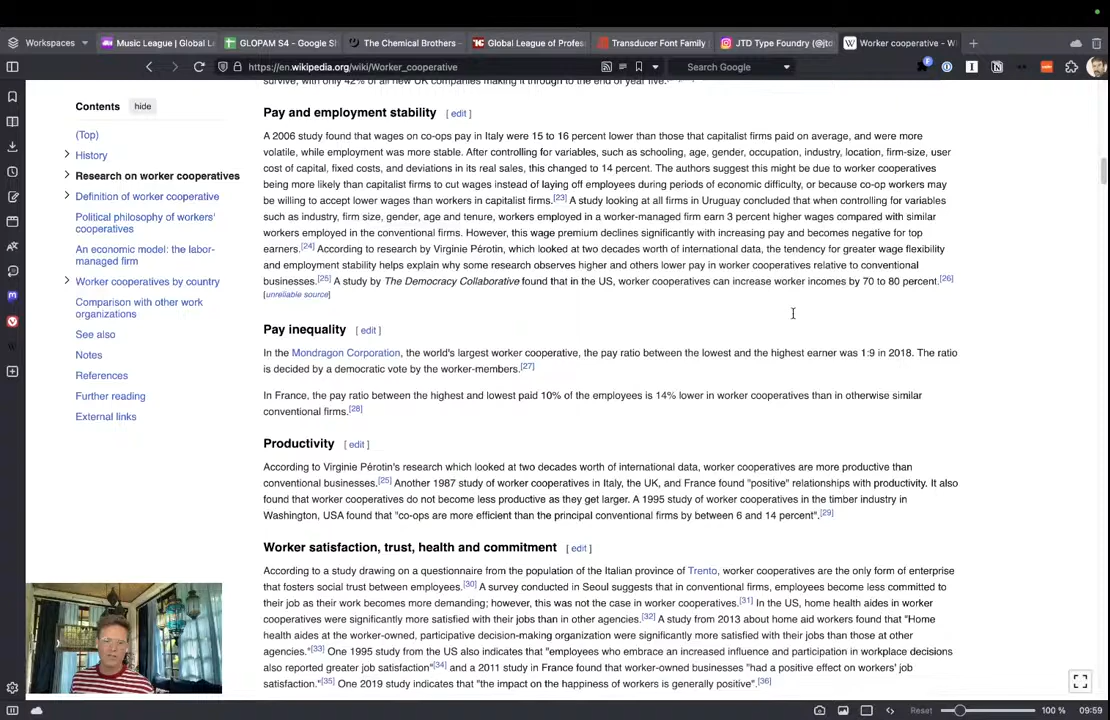 Workspaces
Music League | Global L
GLOPAM S4 - Google S
The Chemical Brothers
Global League of Profes
Transducer Font Family
JTD Type Foundry (@jtd
Worker cooperative - Wi
https://en.wikipedia.org/wiki/Worker_cooperative
Search Google
Contents hide
(Top)
History
Research on worker cooperatives
Definition of worker cooperative
Political philosophy of workers'
cooperatives
An economic model: the labor-
managed firm
Worker cooperatives by country
Comparison with other work
organizations
See also
Notes
References
Further reading
External links
survive, with only 42% of all new UK companies making it through to the end of year five.
Pay and employment stability [ edit ]
A 2006 study found that wages on co-ops pay in Italy were 15 to 16 percent lower than those that capitalist firms paid on average, and were more
volatile, while employment was more stable. After controlling for variables, such as schooling, age, gender, occupation, industry, location, firm-size, user
cost of capital, fixed costs, and deviations in its real sales, this changed to 14 percent. The authors suggest this might be due to worker cooperatives
being more likely than capitalist firms to cut wages instead of laying off employees during periods of economic difficulty, or because co-op workers may
be willing to accept lower wages than workers in capitalist firms.[23] A study looking at all firms in Uruguay concluded that when controlling for variables
such as industry, firm size, gender, age and tenure, workers employed in a worker-managed firm earn 3 percent higher wages compared with similar
workers employed in the conventional firms. However, this wage premium declines significantly with increasing pay and becomes negative for top
earners.[24] According to research by Virginie Pérotin, which looked at two decades worth of international data, the tendency for greater wage flexibility
and employment stability helps explain why some research observes higher and others lower pay in worker cooperatives relative to conventional
businesses.[25] A study by The Democracy Collaborative found that in the US, worker cooperatives can increase worker incomes by 70 to 80 percent.[26]
[unreliable source]
Pay inequality [ edit ]
In the Mondragon Corporation, the world's largest worker cooperative, the pay ratio between the lowest and the highest earner was 1:9 in 2018. The ratio
is decided by a democratic vote by the worker-members.[27]
In France, the pay ratio between the highest and lowest paid 10% of the employees is 14% lower in worker cooperatives than in otherwise similar
conventional firms.[28]
Productivity [ edit ]
According to Virginie Pérotin's research which looked at two decades worth of international data, worker cooperatives are more productive than
conventional businesses.[25] Another 1987 study of worker cooperatives in Italy, the UK, and France found "positive" relationships with productivity. It also
found that worker cooperatives do not become less productive as they get larger. A 1995 study of worker cooperatives in the timber industry in
Washington, USA found that "co-ops are more efficient than the principal conventional firms by between 6 and 14 percent".[29]
Worker satisfaction, trust, health and commitment [ edit ]
According to a study drawing on a questionnaire from the population of the Italian province of Trento, worker cooperatives are the only form of enterprise
that fosters social trust between employees.[30] A survey conducted in Seoul suggests that in conventional firms, employees become less committed to
their job as their work becomes more demanding; however, this was not the case in worker cooperatives.[31] In the US, home health aides in worker
cooperatives were significantly more satisfied with their jobs than in other agencies.[32] A study from 2013 about home aid workers found that "Home
health aides at the worker-owned, participative decision-making organization were significantly more satisfied with their jobs than those at other
agencies."[33] One 1995 study from the US also indicates that "employees who embrace an increased influence and participation in workplace decisions
also reported greater job satisfaction"[34] and a 2011 study in France found that worker-owned businesses "had a positive effect on workers' job
satisfaction."[35] One 2019 study indicates that "the impact on the happiness of workers is generally positive".[36]
Reset
100 %
09:59